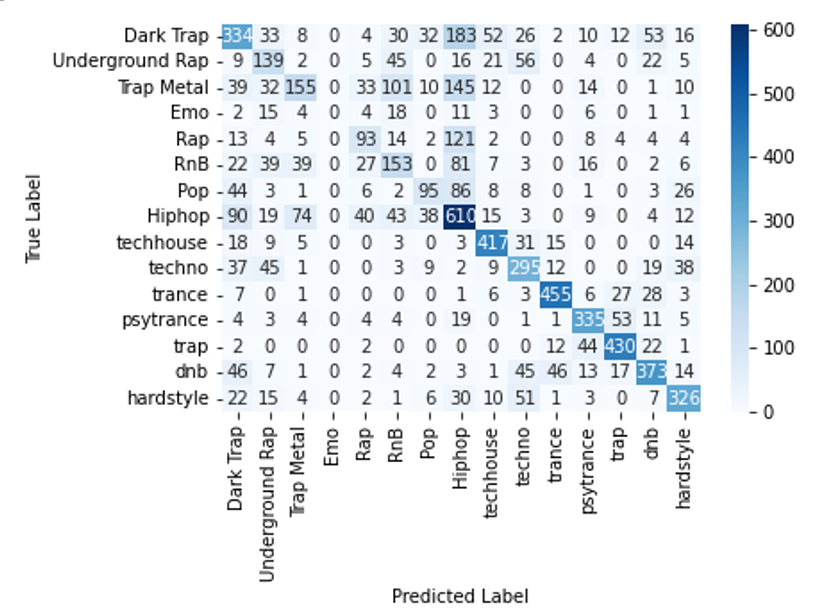 Dark Trap 334 33 8 0 4 30 32 183 52 26 2 10 12 53 16
Underground Rap 9 139 2 0 5 45 0 16 21 56 0 4 0 22 5
Trap Metal 39 32 155 0 33 101 10 145 12 0 0 14 0 1 10
Emo 2 15 4 0 4 18 0 11 3 0 0 6 0 1 1
Rap 13 4 5 0 93 14 2 121 2 0 0 8 4 4 4
RnB 22 39 39 0 27 153 0 81 7 3 0 16 0 2 6
Pop 44 3 1 0 6 2 95 86 8 8 0 1 0 3 26
Hiphop 90 19 74 0 40 43 38 610 15 3 0 9 0 4 12
techhouse 18 9 5 0 0 3 0 3 417 31 15 0 0 0 14
techno 37 45 1 0 0 3 9 2 9 295 12 0 0 19 38
trance 7 0 1 0 0 0 0 1 6 3 455 6 27 28 3
psytrance 4 3 4 0 4 4 0 19 0 1 1 335 53 11 5
trap 2 0 0 0 2 0 0 0 0 0 12 44 430 22 1
dnb 46 7 1 0 2 4 2 3 1 45 46 13 17 373 14
hardstyle 22 15 4 0 2 1 6 30 10 51 1 3 0 7 326
Dark Trap
Underground Rap
Trap Metal
Emo
Rap
RnB
Pop
Hiphop
techhouse
techno
trance
psytrance
trap
dnb
hardstyle
True Label
Predicted Label
600
500
400
300
200
100
0